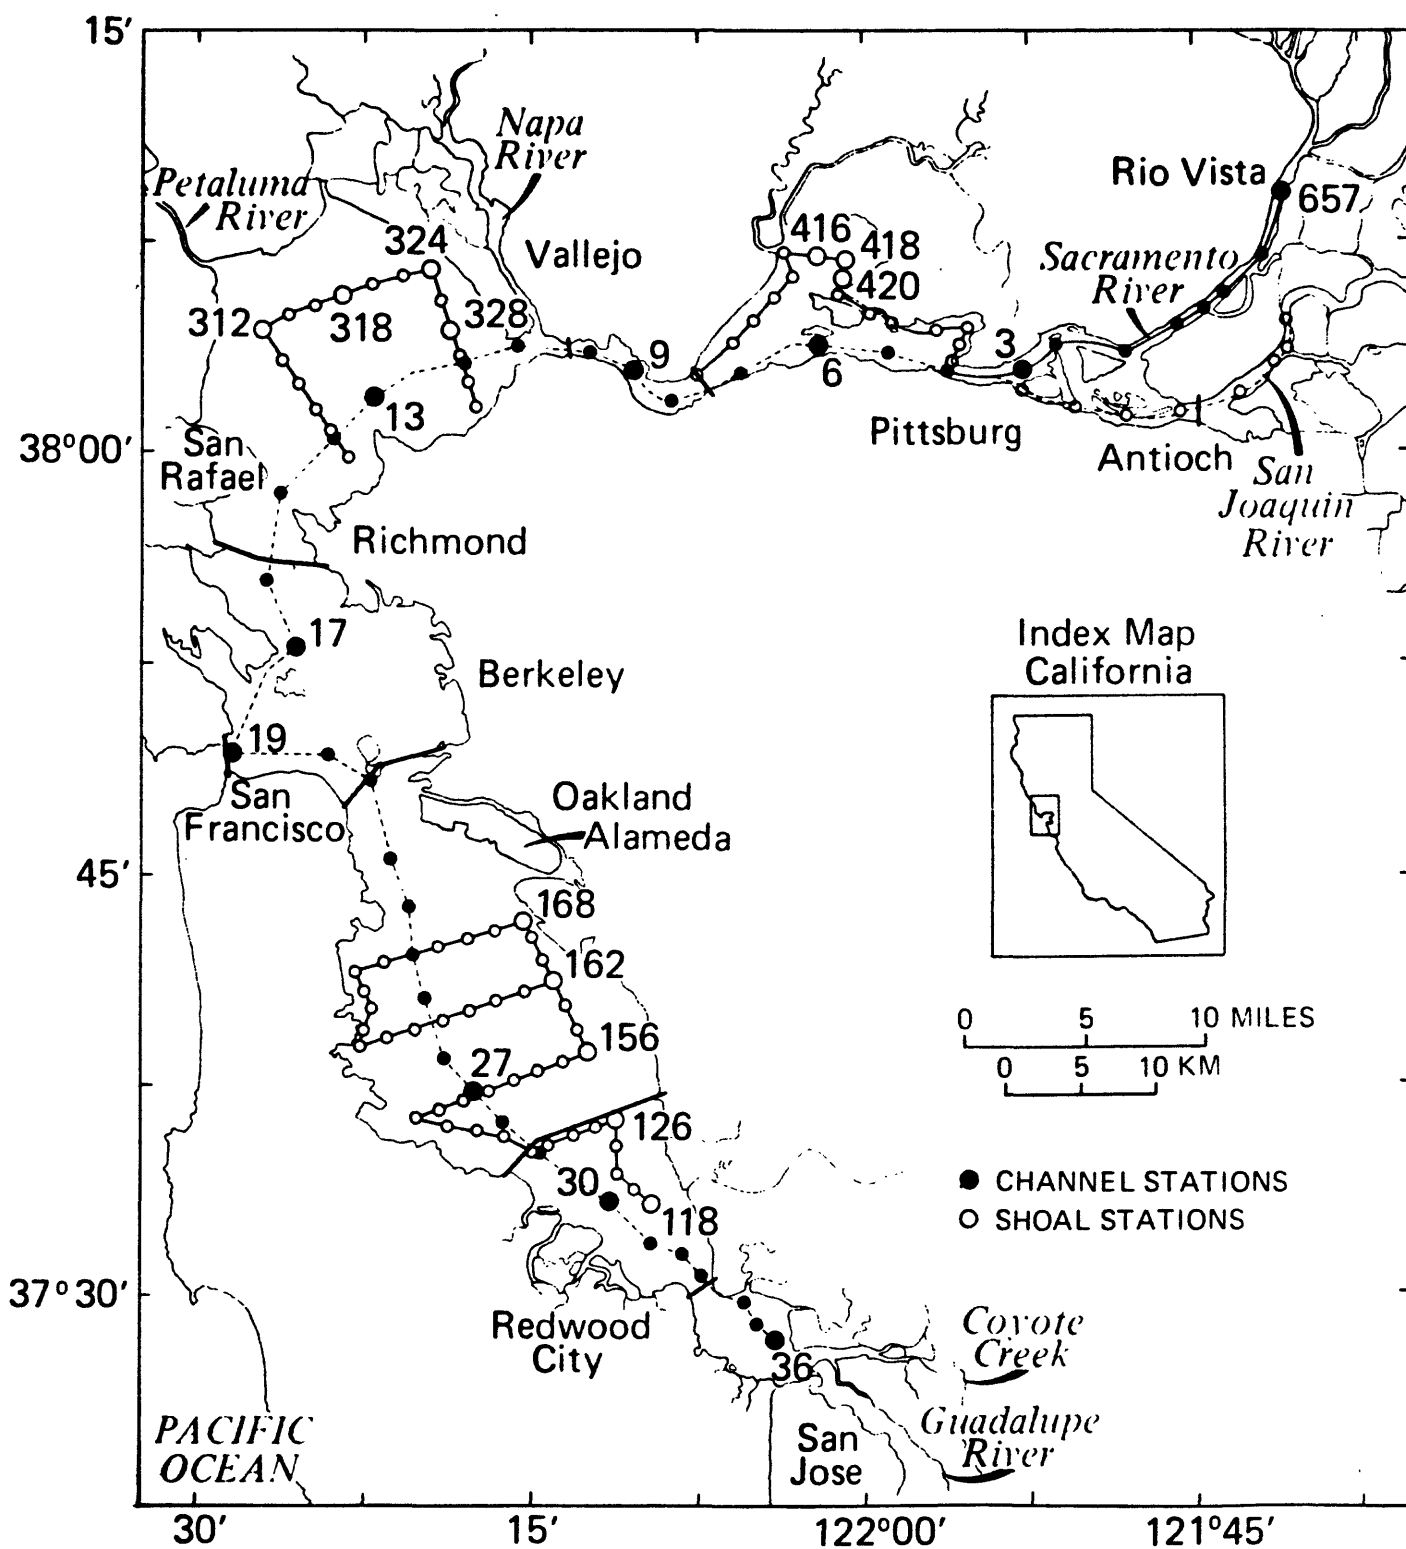 15′
Napa
River
Petaluma
River
324
Vallejo
416
418
420
Rio Vista
657
Sacramento
River
312
318
328
9
6
3
13
Pittsburg
Antioch
38°00′
San
Rafael
San
Joaquin
River
Richmond
17
Berkeley
Index Map
California
19
San
Francisco
Oakland
Alameda
45′
168
162
156
27
126
30
118
0 5 10 MILES
0 5 10 KM
CHANNEL STATIONS
SHOAL STATIONS
37°30′
Redwood
City
36
Coyote
Creek
Guadalupe
River
San
Jose
PACIFIC
OCEAN
30′ 15′ 122°00′ 121°45′